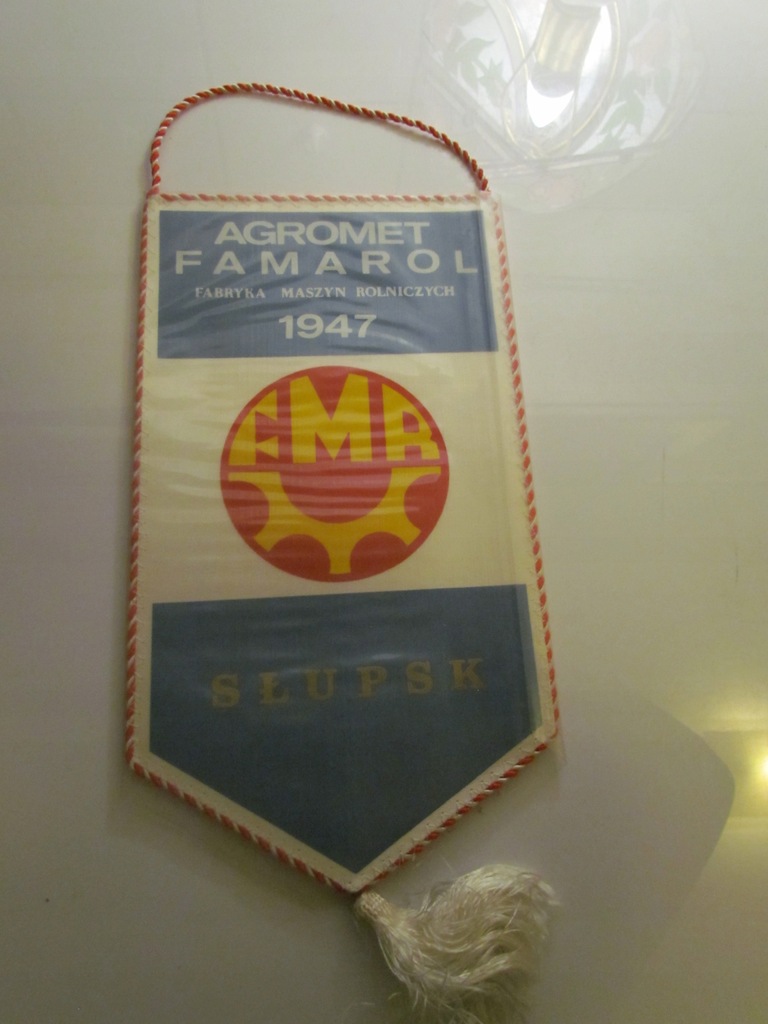 AGROMET
FAMAROL
FABRYKA MASZYN ROLNICZYCH
1947
FMR
SŁUPSK